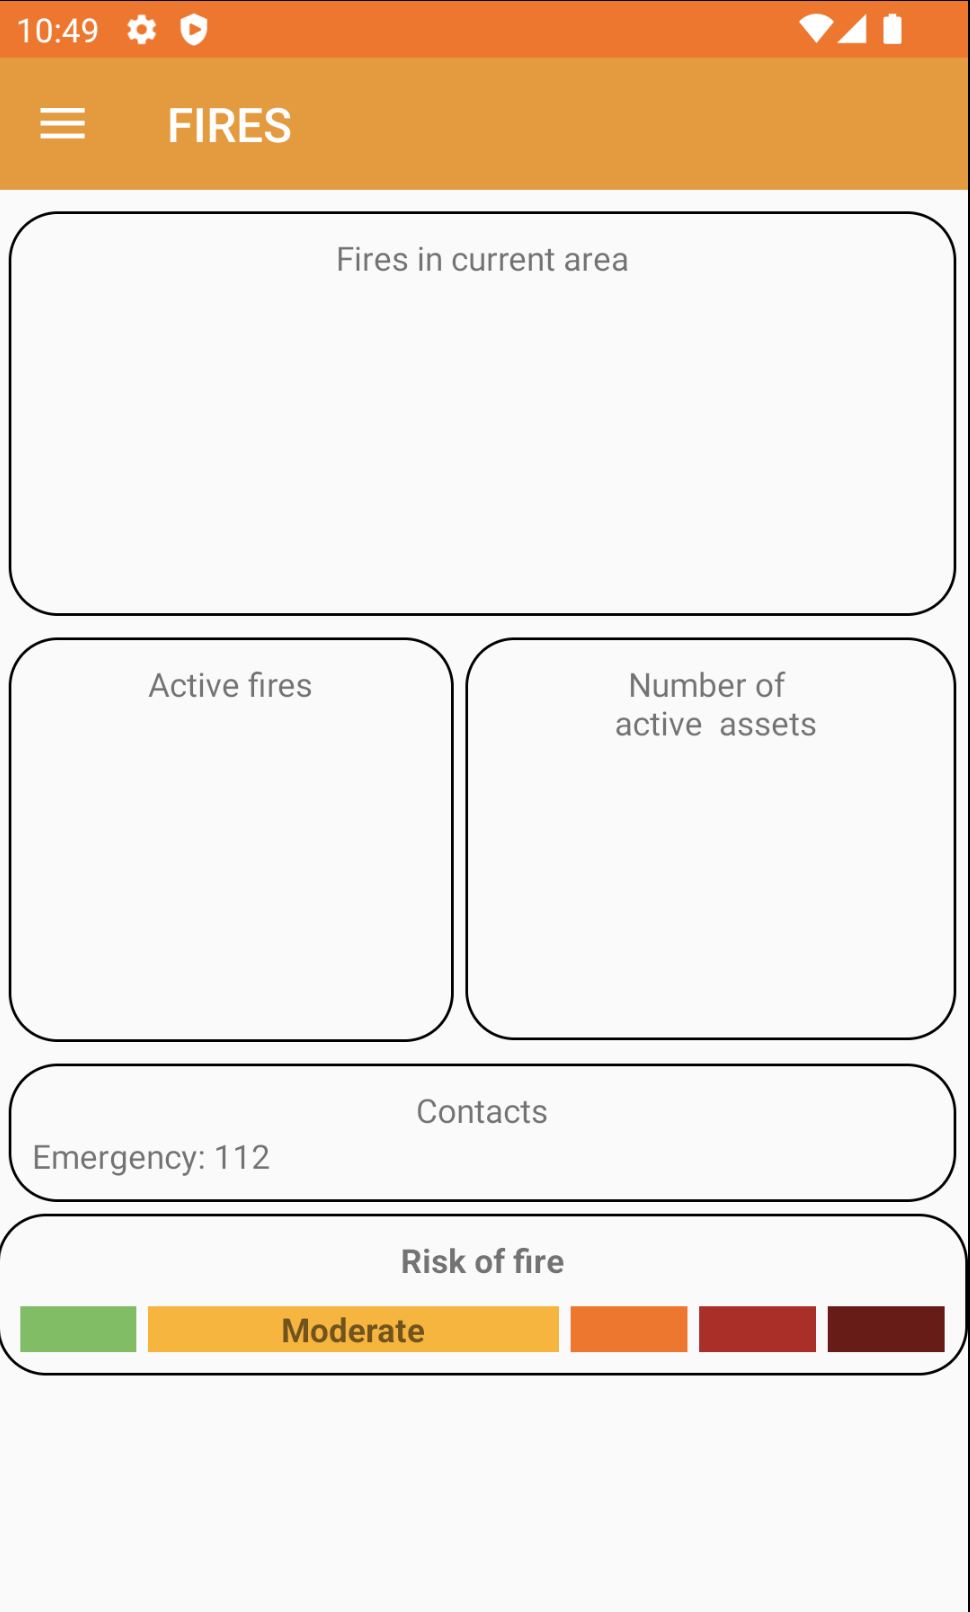 10:49
FIRES
Fires in current area
Active fires
Number of
active  assets
Contacts
Emergency: 112
Risk of fire
Moderate